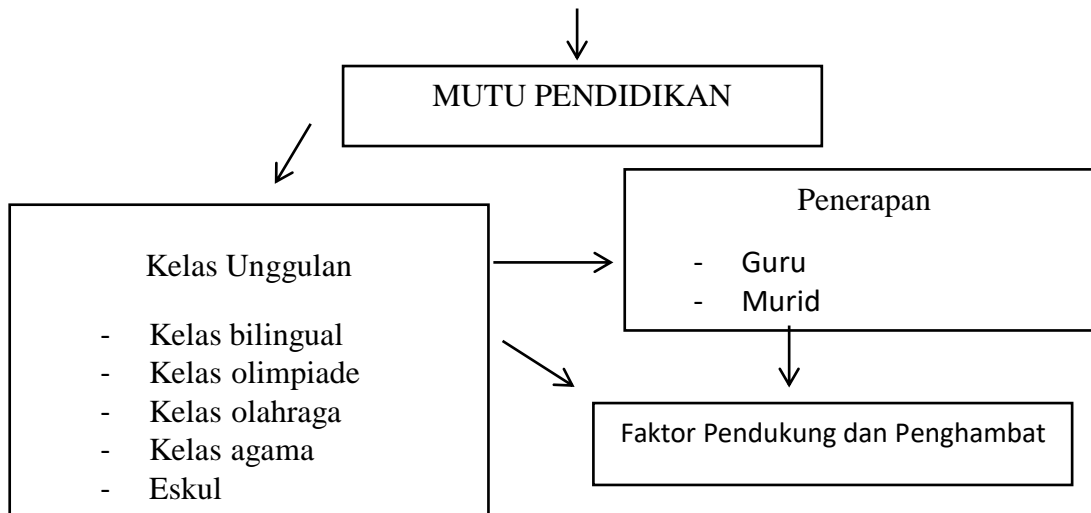 MUTU PENDIDIKAN
Kelas Unggulan
- Kelas bilingual
- Kelas olimpiade
- Kelas olahraga
- Kelas agama
- Eskul
Penerapan
- Guru
- Murid
Faktor Pendukung dan Penghambat